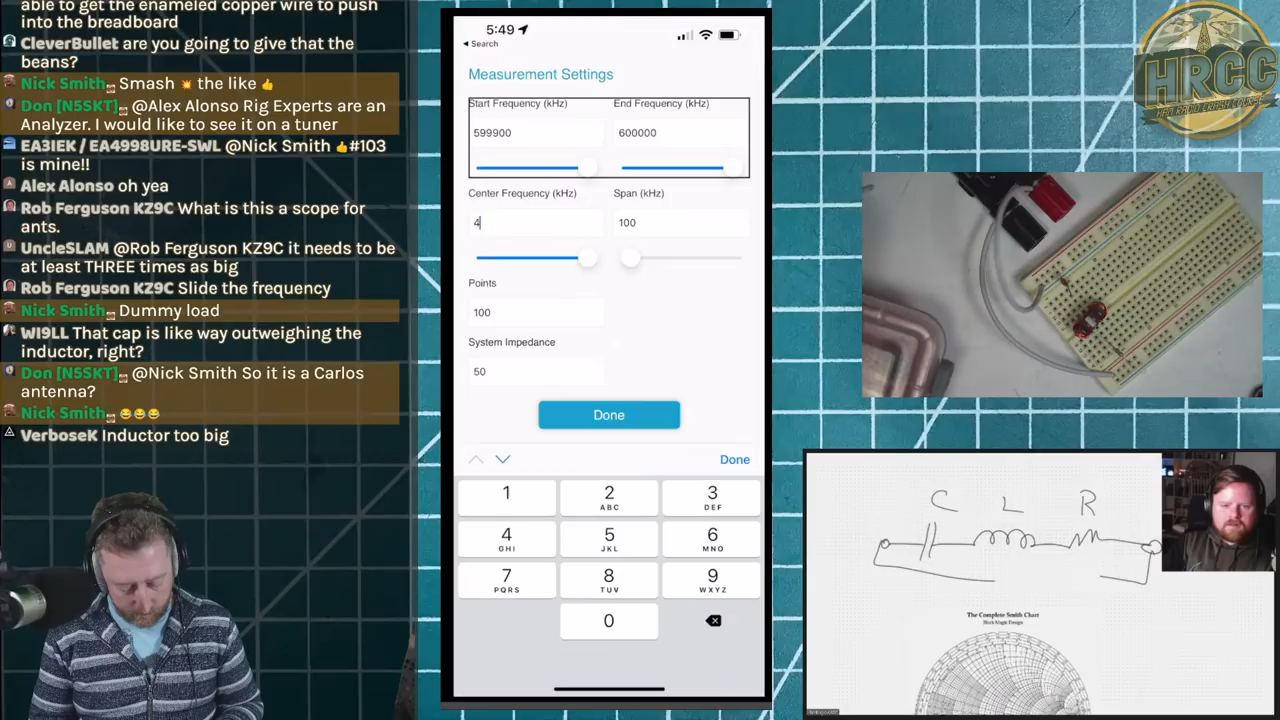 able to get the enameled copper wire to push
into the breadboard
CleverBullet are you going to give that the
beans?
Nick Smith Smash 💥 the like 👍
Don [N5SKT] @Alex Alonso Rig Experts are an
Analyzer. I would like to see it on a tuner
EA3IEK / EA4998URE-SWL @Nick Smith 👍#103
is mine!!
Alex Alonso oh yea
Rob Ferguson KZ9C What is this a scope for
ants.
UncleSLAM @Rob Ferguson KZ9C it needs to be
at least THREE times as big
Rob Ferguson KZ9C Slide the frequency
Nick Smith Dummy load
WI9LL That cap is like way outweighing the
inductor, right?
Don [N5SKT] @Nick Smith So it is a Carlos
antenna?
Nick Smith 😂😂😂
VerboseK Inductor too big
5:49
Search
Measurement Settings
Start Frequency (kHz) End Frequency (kHz)
599900 600000
Center Frequency (kHz) Span (kHz)
4 100
Points
100
System Impedance
50
Done
Done
1 2 ABC 3 DEF
4 GHI 5 JKL 6 MNO
7 PQRS 8 TUV 9 WXYZ
0
HRCC
HAM RADIO CRASH COURSE
C L R
The Complete Smith Chart
Black Magic Design